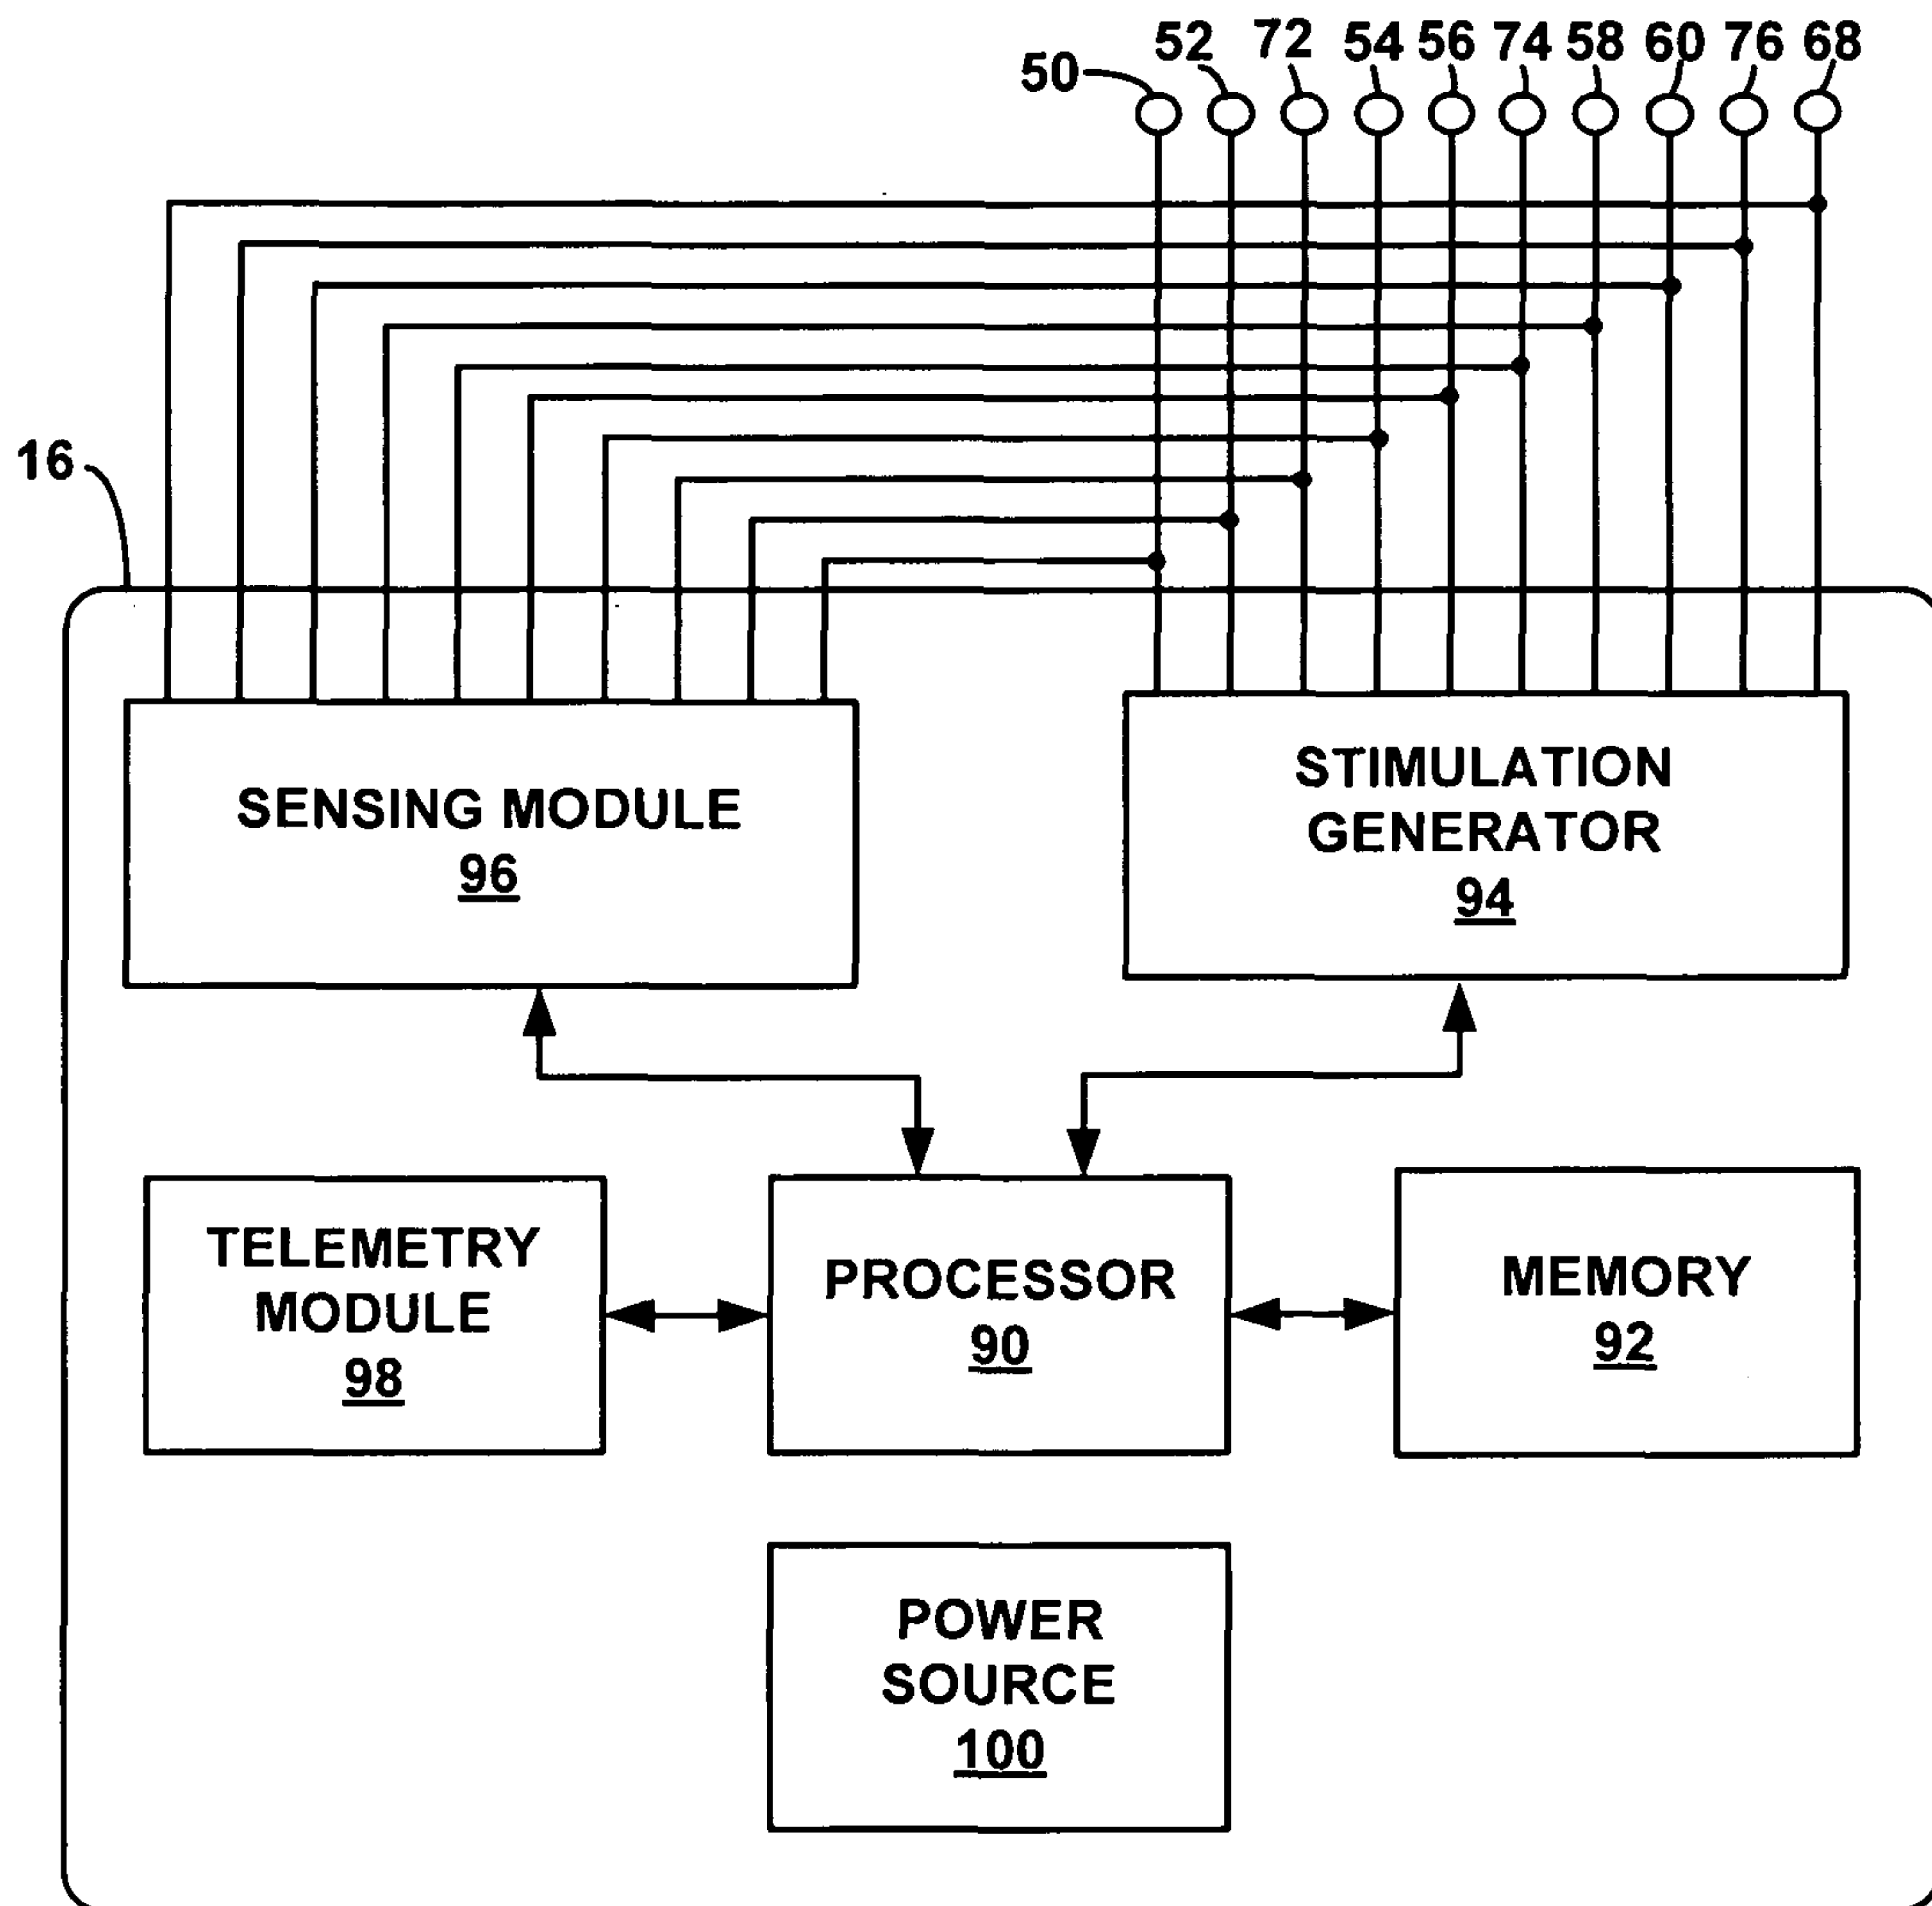 50 52 72 54 56 74 58 60 76 68
16
SENSING MODULE
96
STIMULATION
GENERATOR
94
TELEMETRY
MODULE
98
PROCESSOR
90
MEMORY
92
POWER
SOURCE
100